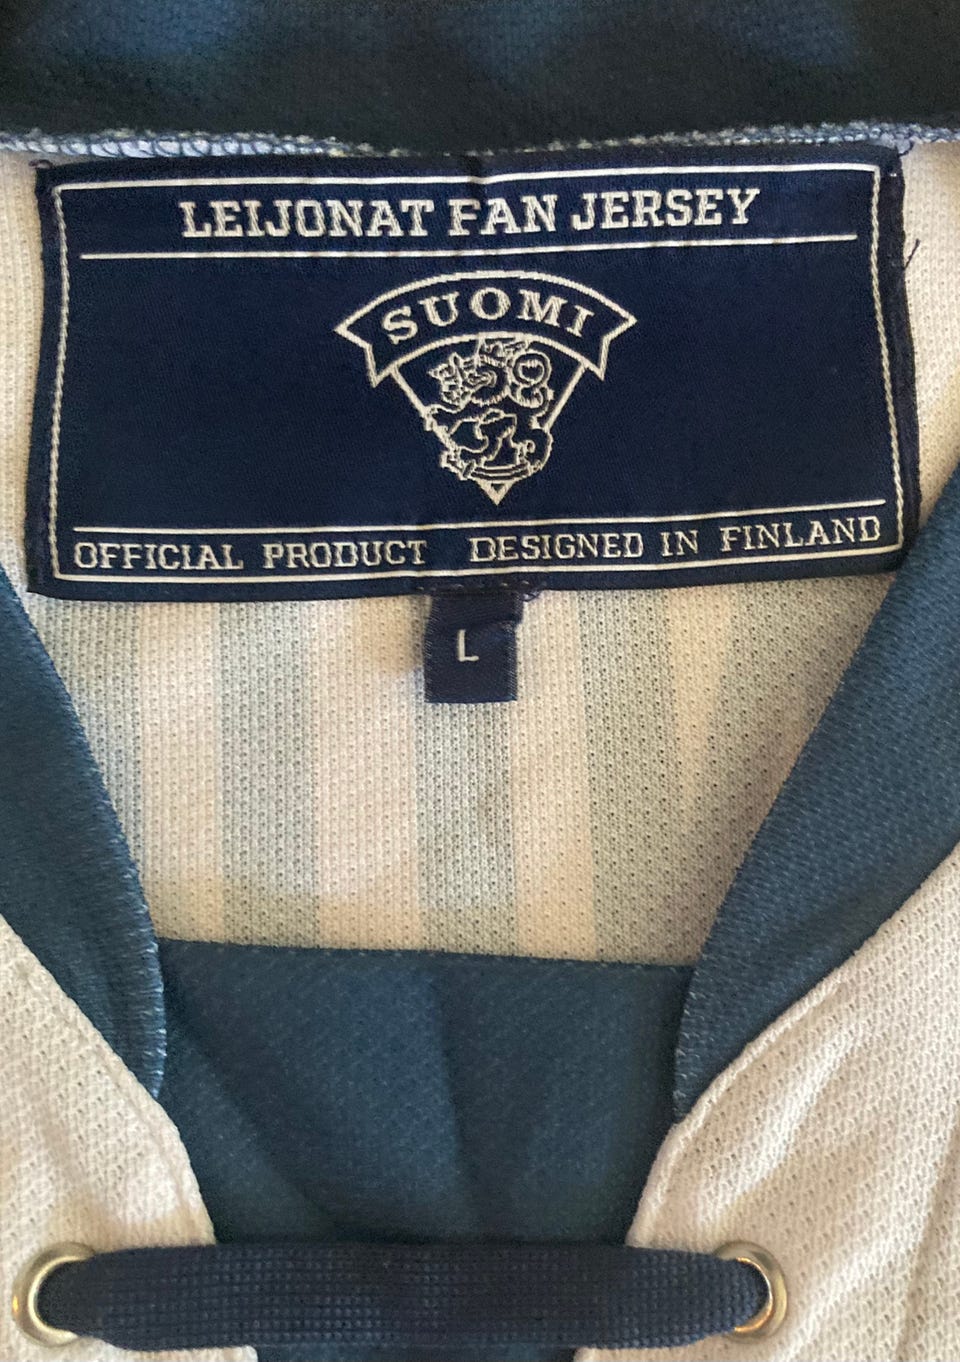 LEIJONAT FAN JERSEY
SUOMI
OFFICIAL PRODUCT DESIGNED IN FINLAND
L